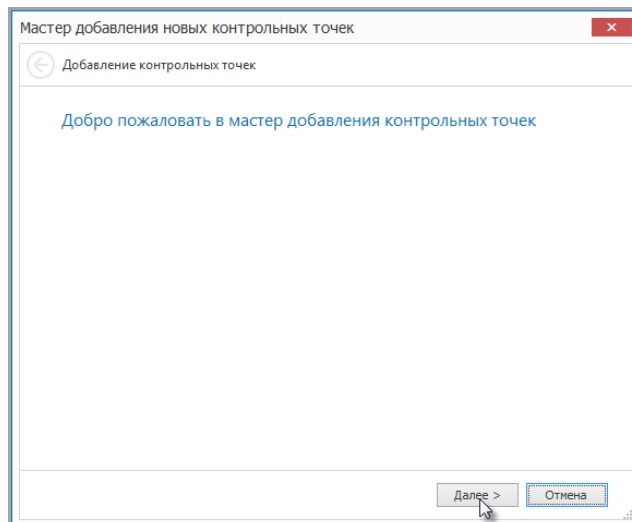 Мастер добавления новых контрольных точек
Добавление контрольных точек
Добро пожаловать в мастер добавления контрольных точек
Далее >
Отмена